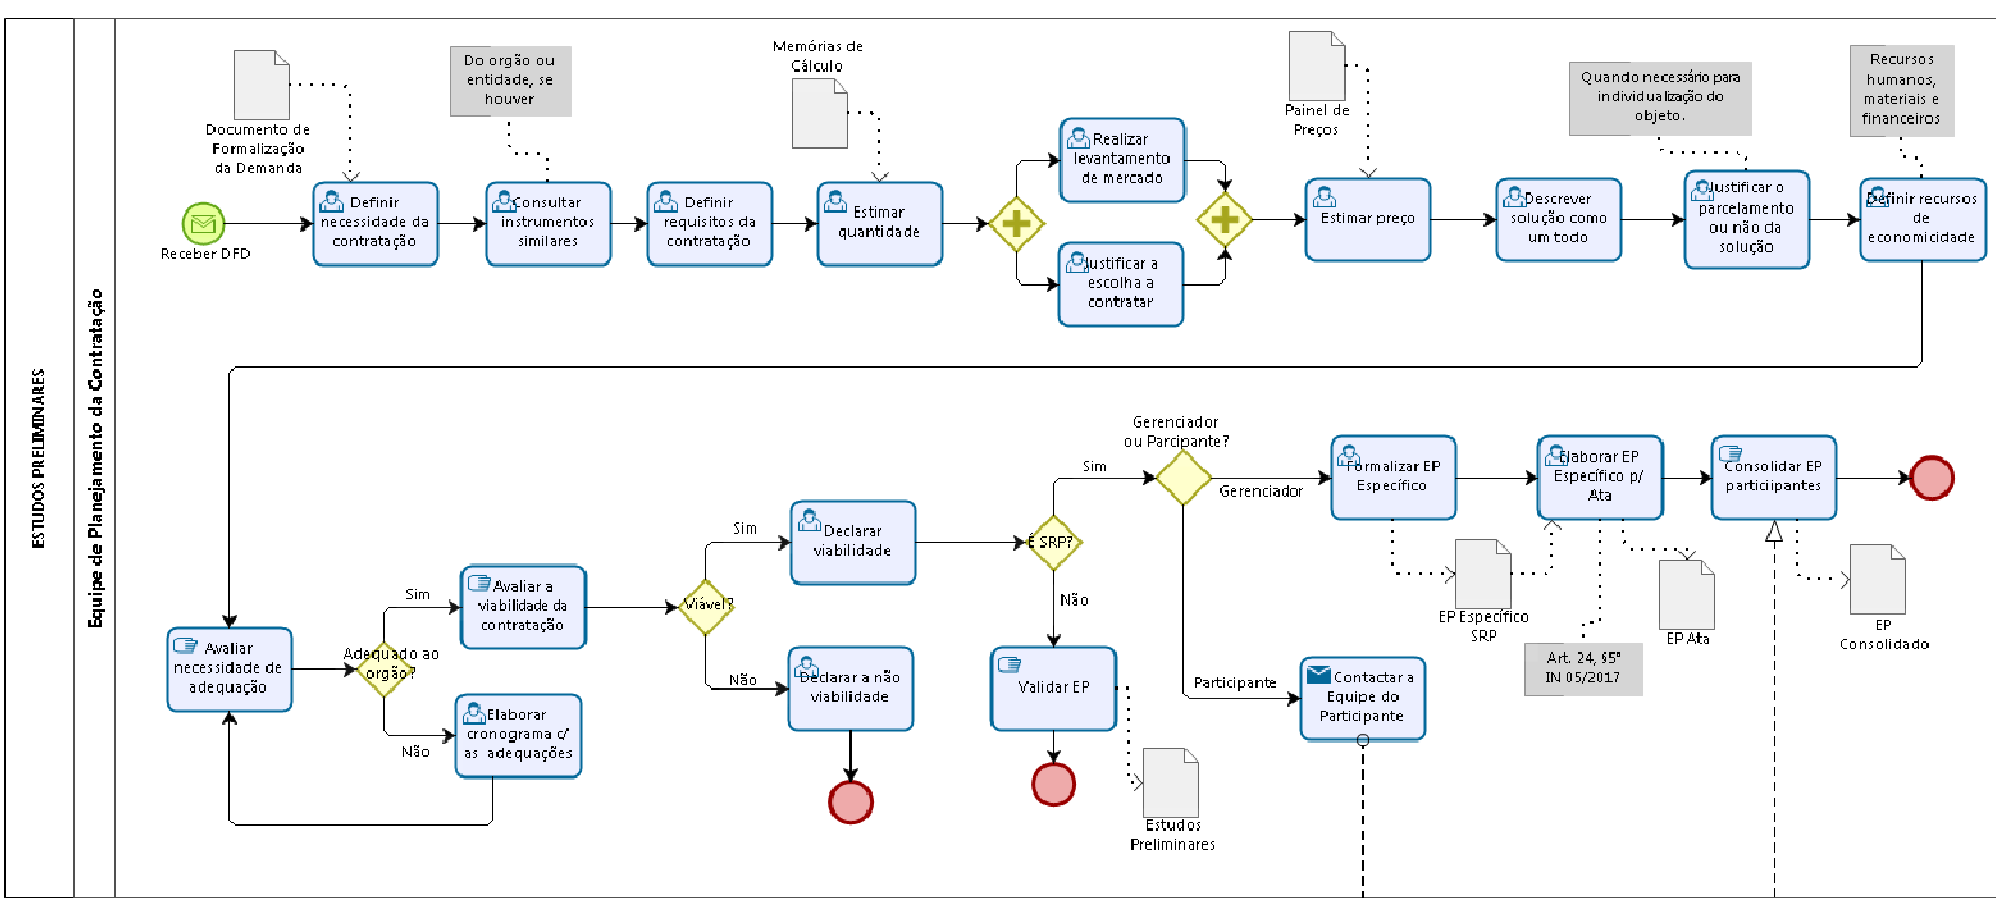 ESTUDOS PRELIMINARES
Equipe de Planejamento da Contratação
Documento de
Formalização
da Demanda
Do orgão ou
entidade, se
houver
Memórias de
Cálculo
Painel de
Preços
Quando necessário para
individualização do
objeto.
Recursos
humanos,
materiais e
financeiros
Receber DFD
Definir
necessidade da
contratação
Consultar
instrumentos
similares
Definir
requisitos da
contratação
Estimar
quantidade
Realizar
levantamento
de mercado
Justificar a
escolha a
contratar
Estimar preço
Descrever
solução como
um todo
Justificar o
parcelamento
ou não da
solução
Definir recursos
de
economicidade
Avaliar
necessidade de
adequação
Adequado ao
orgão?
Sim
Não
Avaliar a
viabilidade da
contratação
Elaborar
cronograma c/
as adequações
Viável?
Sim
Não
Declarar
viabilidade
Declarar a não
viabilidade
É SRP?
Sim
Não
Validar EP
Estudos
Preliminares
Gerenciador
ou Parcipante?
Gerenciador
Participante
Formalizar EP
Específico
Elaborar EP
Específico p/
Ata
Consolidar EP
particiipantes
EP Específico
SRP
EP Ata
EP
Consolidado
Art. 24, §5°
IN 05/2017
Contactar a
Equipe do
Participante